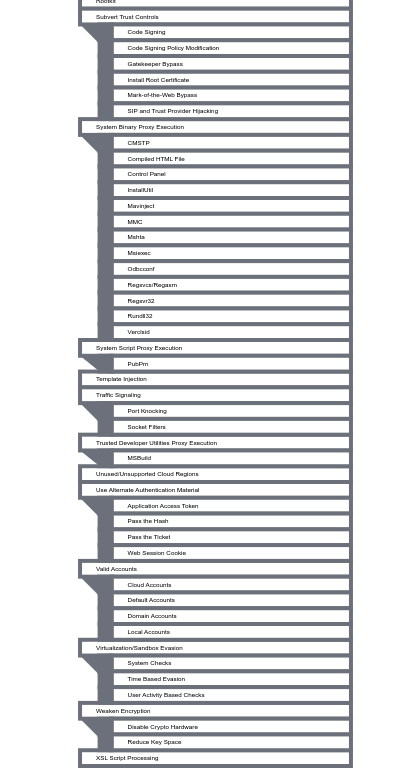 Rootkit
Subvert Trust Controls
Code Signing
Code Signing Policy Modification
Gatekeeper Bypass
Install Root Certificate
Mark-of-the-Web Bypass
SIP and Trust Provider Hijacking
System Binary Proxy Execution
CMSTP
Compiled HTML File
Control Panel
InstallUtil
Mavinject
MMC
Mshta
Msiexec
Odbcconf
Regsvcs/Regasm
Regsvr32
Rundll32
Verclsid
System Script Proxy Execution
PubPrn
Template Injection
Traffic Signaling
Port Knocking
Socket Filters
Trusted Developer Utilities Proxy Execution
MSBuild
Unused/Unsupported Cloud Regions
Use Alternate Authentication Material
Application Access Token
Pass the Hash
Pass the Ticket
Web Session Cookie
Valid Accounts
Cloud Accounts
Default Accounts
Domain Accounts
Local Accounts
Virtualization/Sandbox Evasion
System Checks
Time Based Evasion
User Activity Based Checks
Weaken Encryption
Disable Crypto Hardware
Reduce Key Space
XSL Script Processing